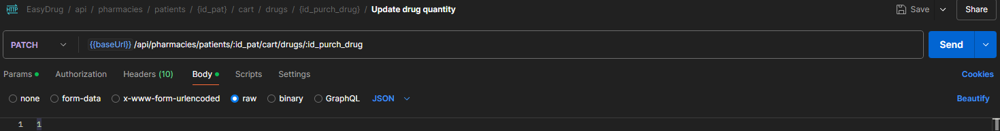 HTTP EasyDrug / api / pharmacies / patients / {id_pat} / cart / drugs / {id_purch_drug} / Update drug quantity Save Share
PATCH {{baseUrl}} /api/pharmacies/patients/:id_pat/cart/drugs/:id_purch_drug Send
Params Authorization Headers (10) Body Scripts Settings Cookies
none form-data x-www-form-urlencoded raw binary GraphQL JSON Beautify
1 1